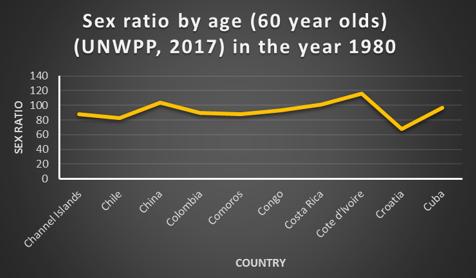 Sex ratio by age (60 year olds)
(UNWPP, 2017) in the year 1980
140
120
100
80
60
40
20
0
SEX RATIO
Channel Islands
Chile
China
Colombia
Comoros
Congo
Costa Rica
Cote d'Ivoire
Croatia
Cuba
COUNTRY